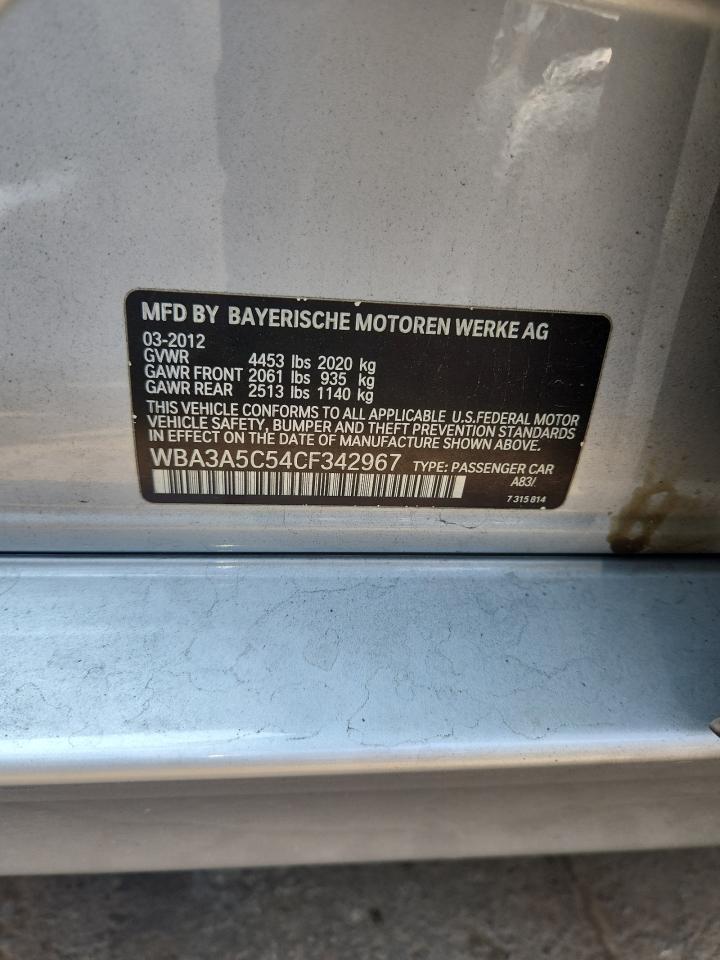 MFD BY BAYERISCHE MOTOREN WERKE AG
03-2012
GVWR 4453 lbs 2020 kg
GAWR FRONT 2061 lbs 935 kg
GAWR REAR 2513 lbs 1140 kg
THIS VEHICLE CONFORMS TO ALL APPLICABLE U.S.FEDERAL MOTOR
VEHICLE SAFETY, BUMPER AND THEFT PREVENTION STANDARDS
IN EFFECT ON THE DATE OF MANUFACTURE SHOWN ABOVE.
WBA3A5C54CF342967 TYPE: PASSENGER CAR
A83/
7 315 814